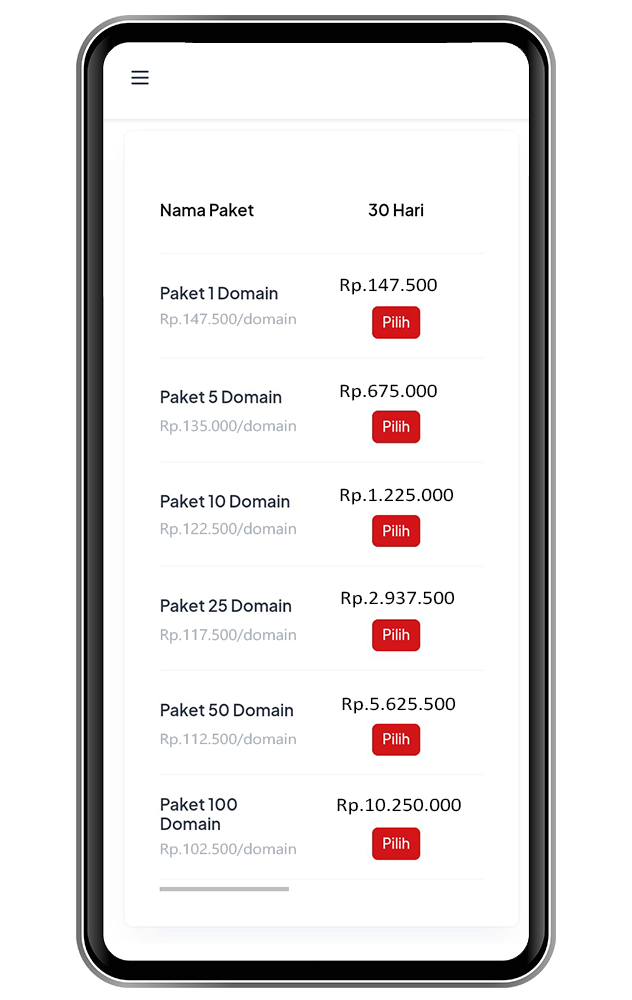 Nama Paket
30 Hari
Paket 1 Domain
Rp.147.500/domain
Rp.147.500
Pilih
Paket 5 Domain
Rp.135.000/domain
Rp.675.000
Pilih
Paket 10 Domain
Rp.122.500/domain
Rp.1.225.000
Pilih
Paket 25 Domain
Rp.117.500/domain
Rp.2.937.500
Pilih
Paket 50 Domain
Rp.112.500/domain
Rp.5.625.500
Pilih
Paket 100
Domain
Rp.102.500/domain
Rp.10.250.000
Pilih